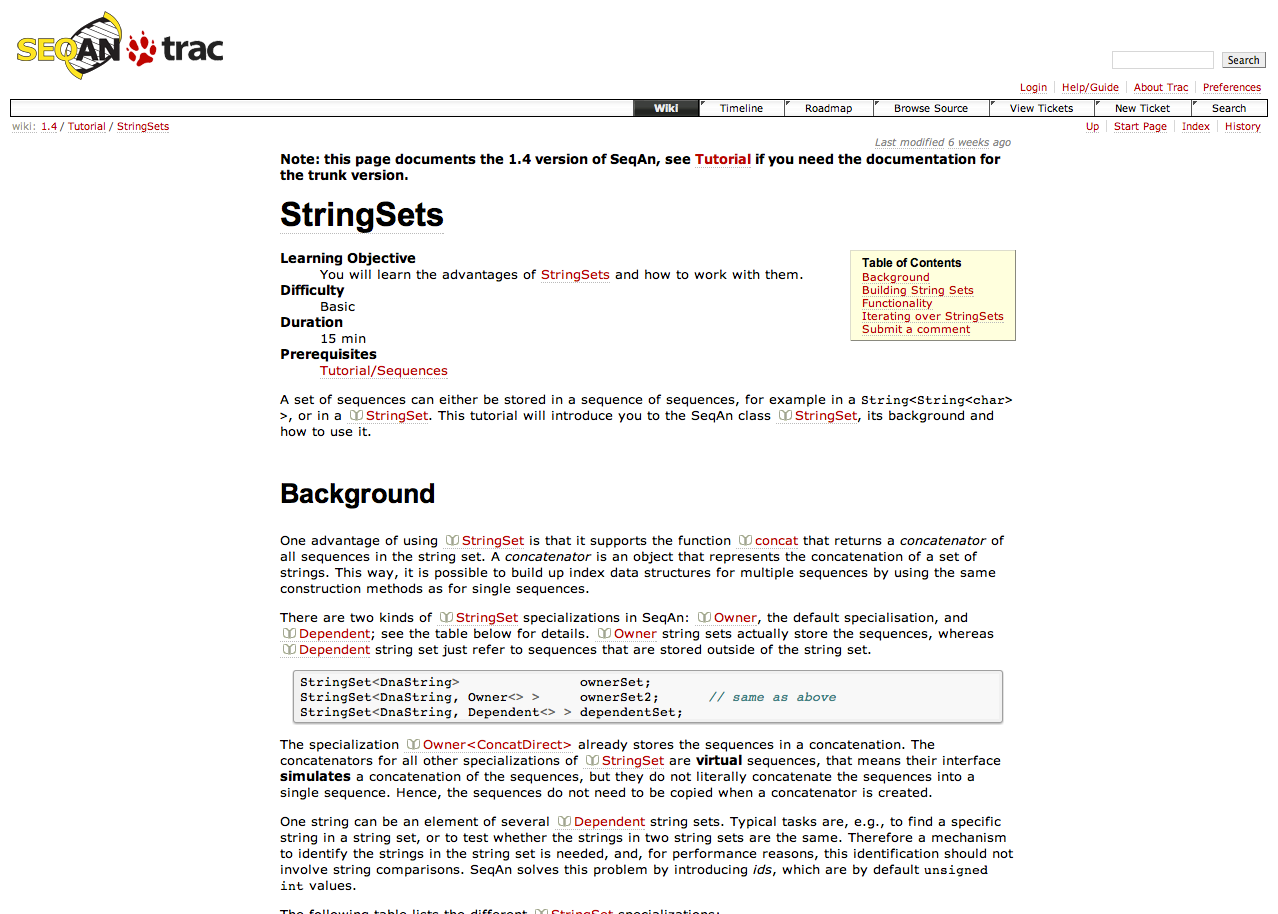 SEQAN trac
Search
Login Help/Guide About Trac Preferences
Wiki Timeline Roadmap Browse Source View Tickets New Ticket Search
wiki: 1.4 / Tutorial / StringSets
Up Start Page Index History
Last modified 6 weeks ago
Note: this page documents the 1.4 version of SeqAn, see Tutorial if you need the documentation for
the trunk version.
StringSets
Learning Objective
You will learn the advantages of StringSets and how to work with them.
Difficulty
Basic
Duration
15 min
Prerequisites
Tutorial/Sequences
Table of Contents
Background
Building String Sets
Functionality
Iterating over StringSets
Submit a comment
A set of sequences can either be stored in a sequence of sequences, for example in a String<String<char>
>, or in a StringSet. This tutorial will introduce you to the SeqAn class StringSet, its background and
how to use it.
Background
One advantage of using StringSet is that it supports the function concat that returns a concatenator of
all sequences in the string set. A concatenator is an object that represents the concatenation of a set of
strings. This way, it is possible to build up index data structures for multiple sequences by using the same
construction methods as for single sequences.
There are two kinds of StringSet specializations in SeqAn: Owner, the default specialisation, and
Dependent; see the table below for details. Owner string sets actually store the sequences, whereas
Dependent string set just refer to sequences that are stored outside of the string set.
StringSet<DnaString> ownerSet;
StringSet<DnaString, Owner<> > ownerSet2; // same as above
StringSet<DnaString, Dependent<> > dependentSet;
The specialization Owner<ConcatDirect> already stores the sequences in a concatenation. The
concatenators for all other specializations of StringSet are virtual sequences, that means their interface
simulates a concatenation of the sequences, but they do not literally concatenate the sequences into a
single sequence. Hence, the sequences do not need to be copied when a concatenator is created.
One string can be an element of several Dependent string sets. Typical tasks are, e.g., to find a specific
string in a string set, or to test whether the strings in two string sets are the same. Therefore a mechanism
to identify the strings in the string set is needed, and, for performance reasons, this identification should not
involve string comparisons. SeqAn solves this problem by introducing ids, which are by default unsigned
int values.
The following table lists the different StringSet specializations: